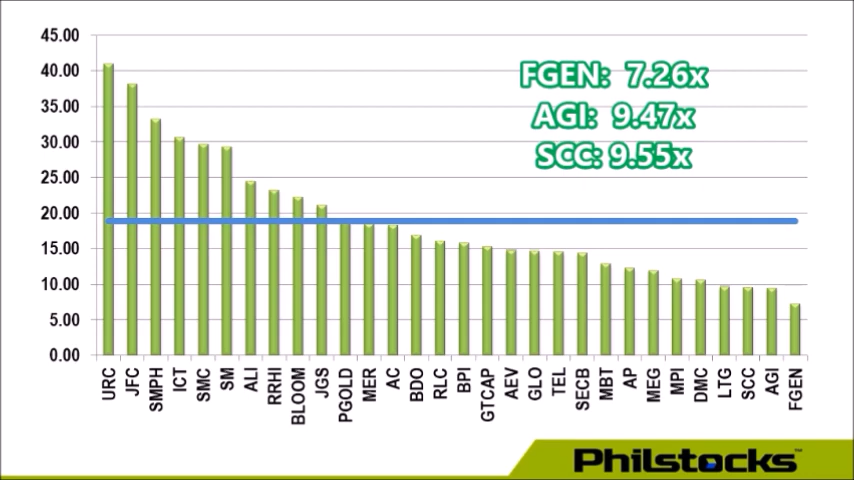 45.00
40.00
35.00
30.00
25.00
20.00
15.00
10.00
5.00
0.00
FGEN: 7.26x
AGI: 9.47x
SCC: 9.55x
URC
JFC
SMPH
ICT
SMC
SM
ALI
RRHI
BLOOM
JGS
PGOLD
MER
AC
BDO
RLC
BPI
GTCAP
AEV
GLO
TEL
SECB
MBT
AP
MEG
MPI
DMC
LTG
SCC
AGI
FGEN
Philstocks™